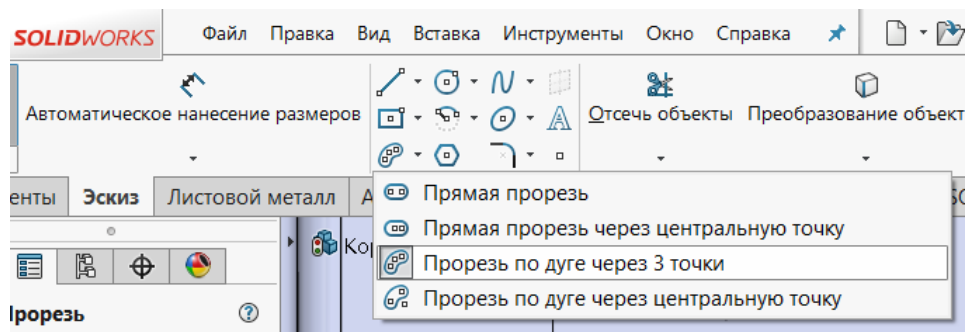 SOLIDWORKS Файл Правка Вид Вставка Инструменты Окно Справка
Автоматическое нанесение размеров Отсечь объекты Преобразование объект
енты Эскиз Листовой металл А
Прямая прорезь
Прямая прорезь через центральную точку
Кор
Прорезь по дуге через 3 точки
Прорезь по дуге через центральную точку
Прорезь